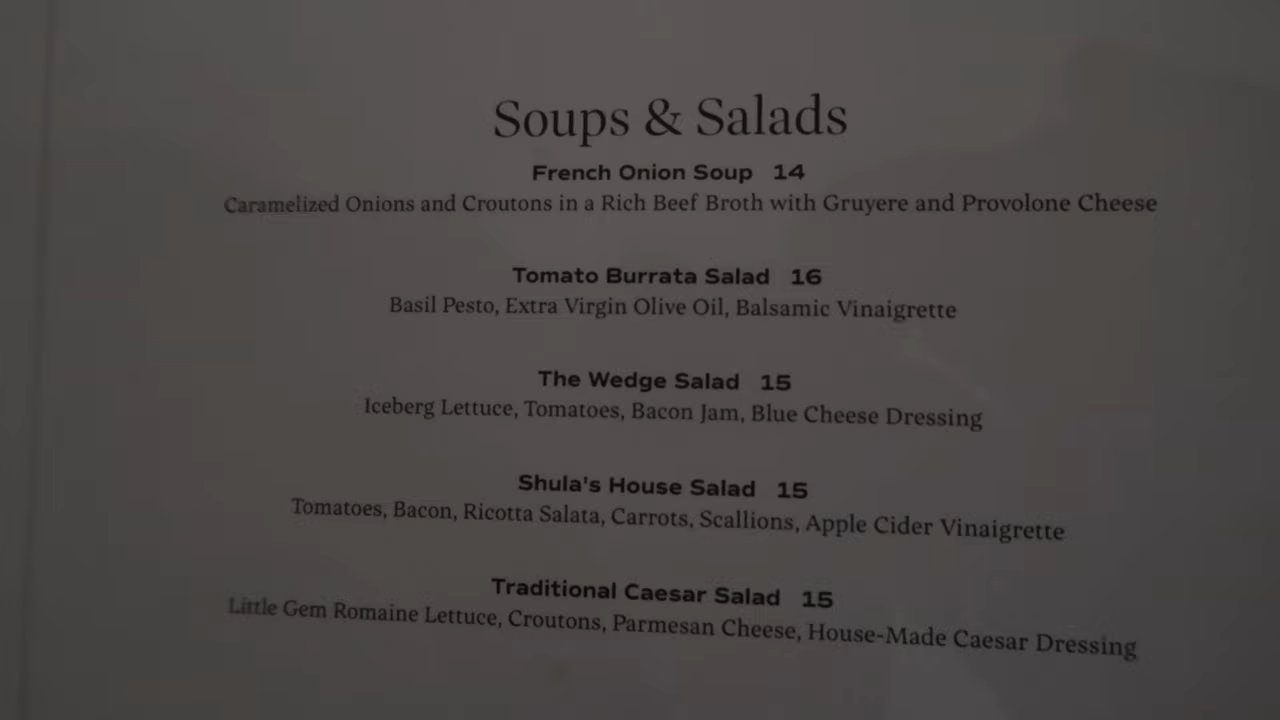 Soups & Salads
French Onion Soup 14
Caramelized Onions and Croutons in a Rich Beef Broth with Gruyere and Provolone Cheese
Tomato Burrata Salad 16
Basil Pesto, Extra Virgin Olive Oil, Balsamic Vinaigrette
The Wedge Salad 15
Iceberg Lettuce, Tomatoes, Bacon Jam, Blue Cheese Dressing
Shula's House Salad 15
Tomatoes, Bacon, Ricotta Salata, Carrots, Scallions, Apple Cider Vinaigrette
Traditional Caesar Salad 15
Little Gem Romaine Lettuce, Croutons, Parmesan Cheese, House-Made Caesar Dressing